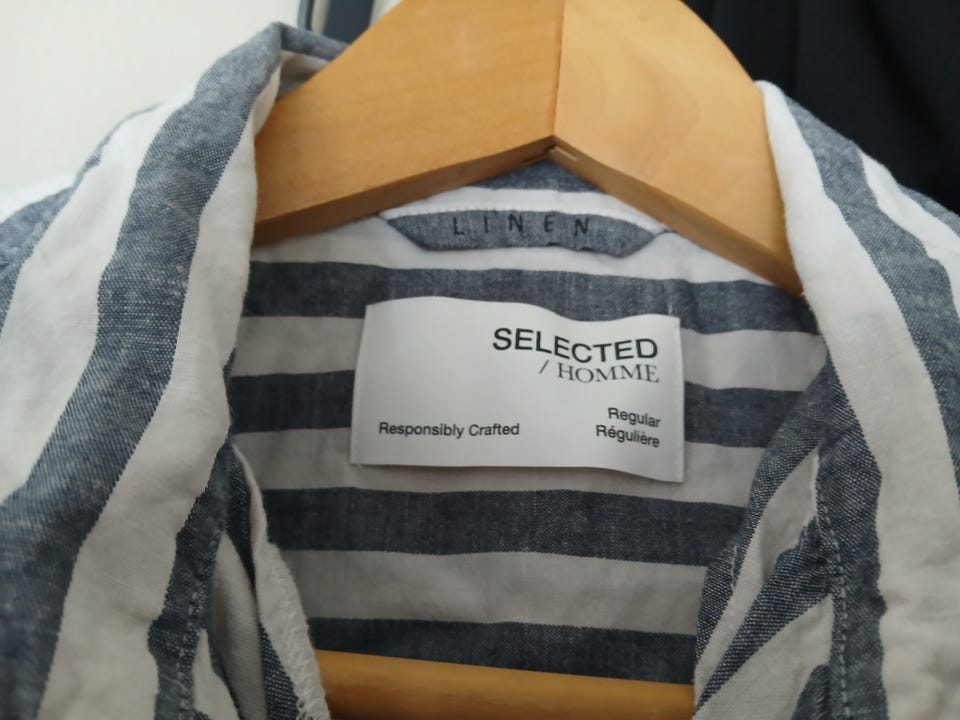 LINEN
SELECTED
/ HOMME
Regular
Responsibly Crafted
Régulière